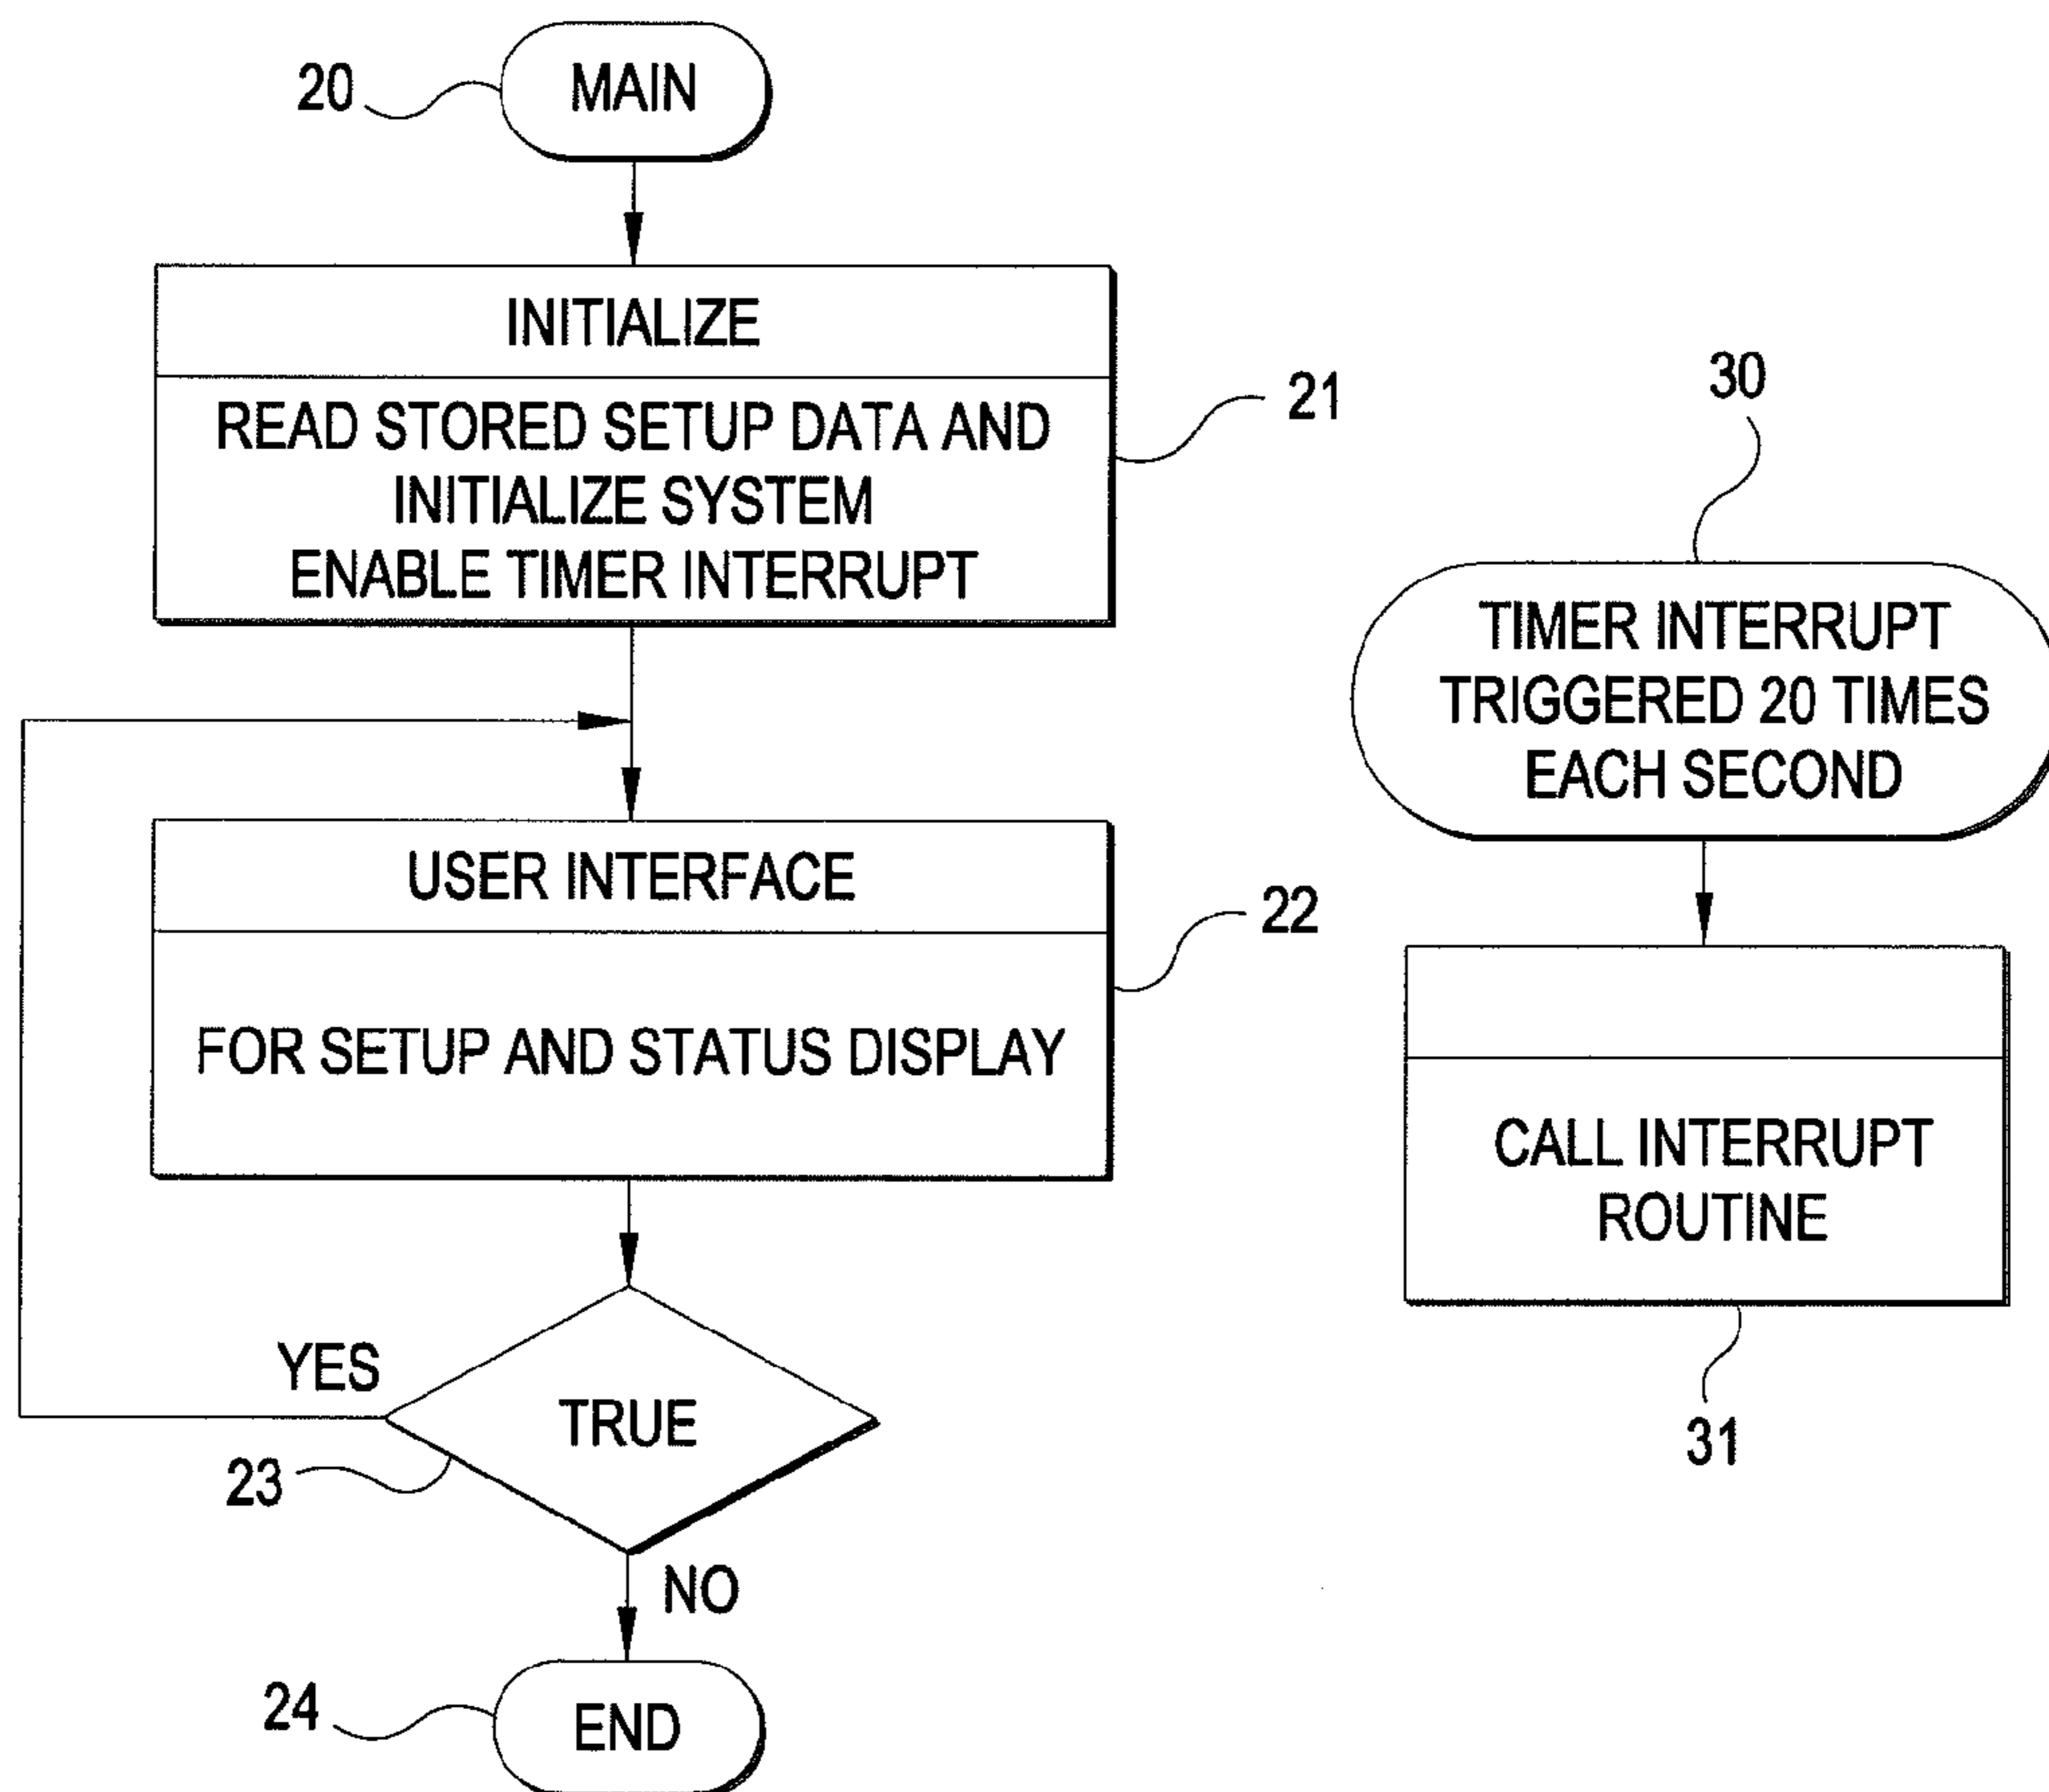 20
MAIN
INITIALIZE
READ STORED SETUP DATA AND
INITIALIZE SYSTEM
ENABLE TIMER INTERRUPT
21
USER INTERFACE
FOR SETUP AND STATUS DISPLAY
22
YES
TRUE
23
NO
24
END
30
TIMER INTERRUPT
TRIGGERED 20 TIMES
EACH SECOND
CALL INTERRUPT
ROUTINE
31